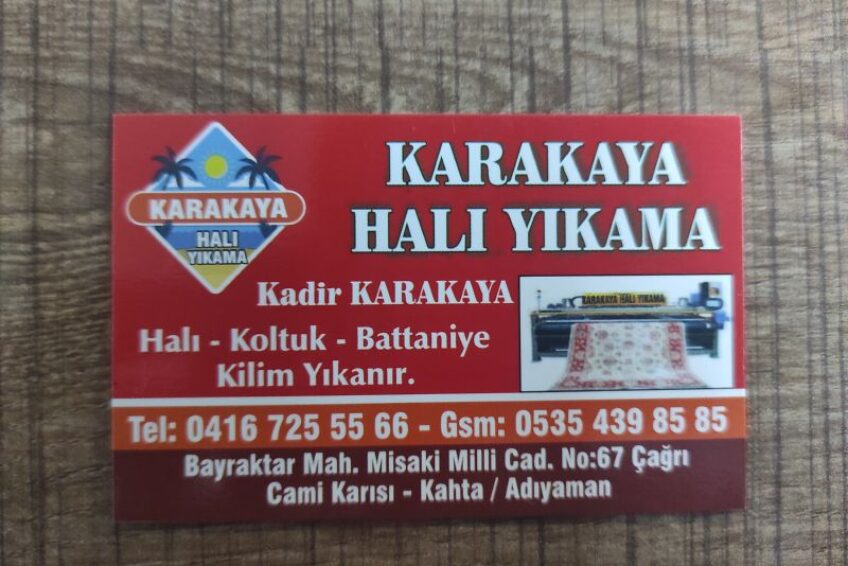 KARAKAYA
HALI
YIKAMA
KARAKAYA
HALI YIKAMA
Kadir KARAKAYA
Halı - Koltuk - Battaniye
Kilim Yıkanır.
KARAKAYA HALI YIKAMA
Tel: 0416 725 55 66 - Gsm: 0535 439 85 85
Bayraktar Mah. Misaki Milli Cad. No:67 Çağrı
Cami Karısı - Kahta / Adıyaman